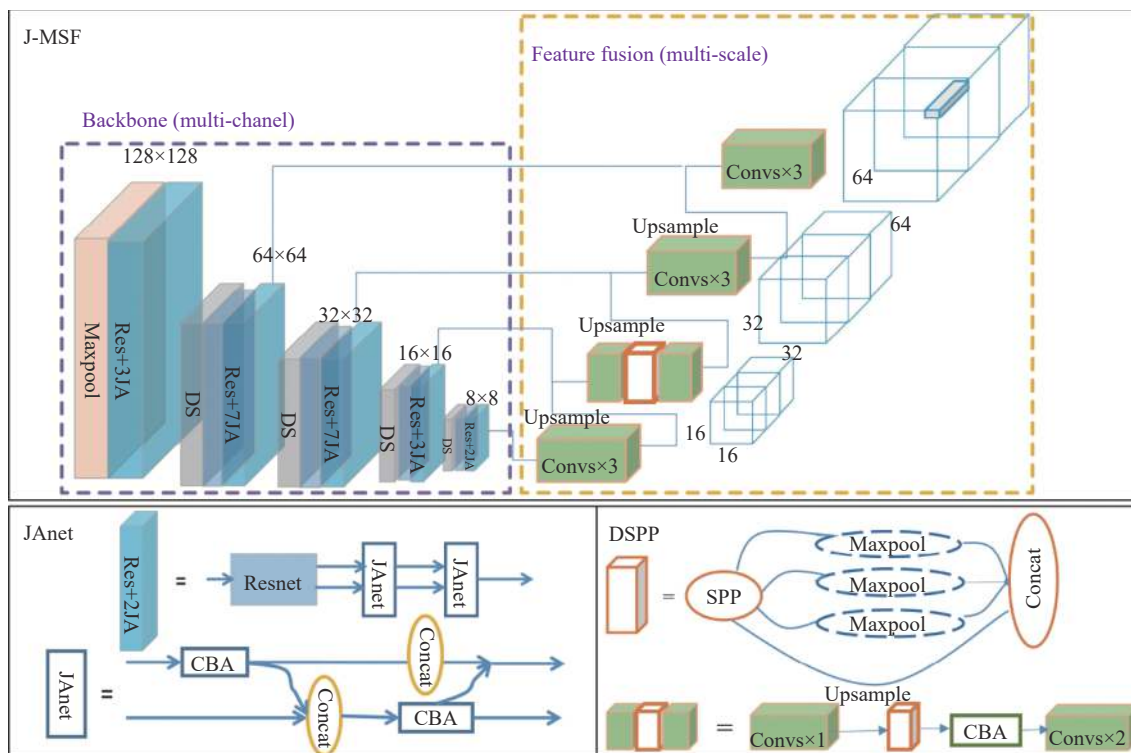 J-MSF
Feature fusion (multi-scale)
Backbone (multi-chanel)
128×128
64×64
32×32
16×16
8×8
Maxpool
Res+3JA
DS
Res+7JA
DS
Res+7JA
DS
Res+3JA
DS
Res+2JA
Convs×3
Upsample
Convs×3
Upsample
Upsample
Convs×3
64
64
32
32
16
16
JAnet
Res+2JA
=
Resnet
JAnet
JAnet
JAnet
=
CBA
Concat
Concat
CBA
DSPP
=
SPP
Maxpool
Maxpool
Maxpool
Concat
Upsample
=
Convs×1
CBA
Convs×2